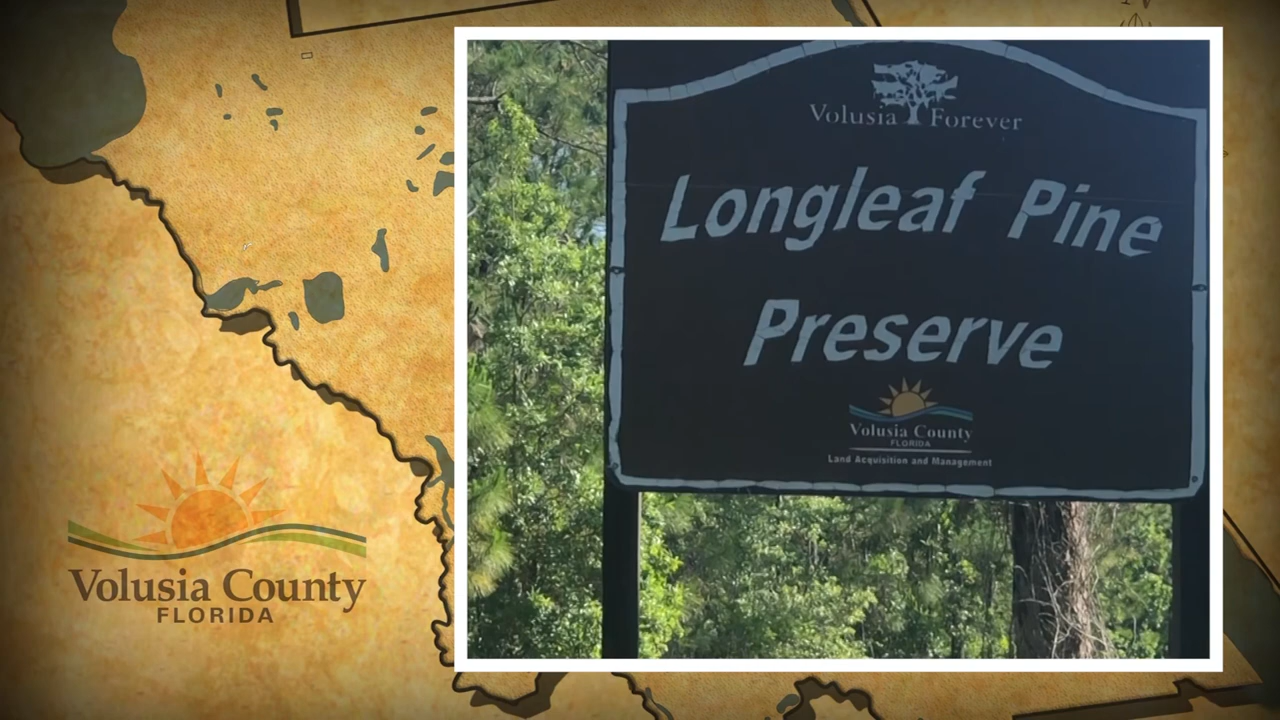 Volusia Forever
Longleaf Pine
Preserve
Volusia County
FLORIDA
Land Acquisition and Management
Volusia County
FLORIDA